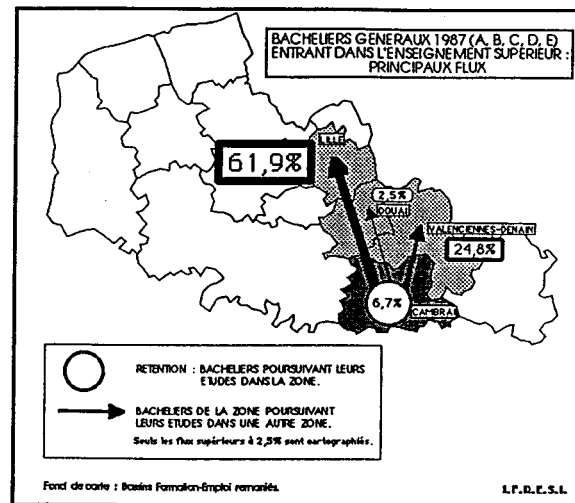 BACHELIERS GENERAUX 1987 (A, B, C, D, E)
ENTRANT DANS L'ENSEIGNEMENT SUPÉRIEUR :
PRINCIPAUX FLUX
LILLE
61,9%
2,5%
DOUAI
VALENCIENNES-DENAIN
24,8%
6,7%
CAMBRAI
RETENTION : BACHELIERS POURSUIVANT LEURS
ETUDES DANS LA ZONE.
BACHELIERS DE LA ZONE POURSUIVANT
LEURS ETUDES DANS UNE AUTRE ZONE.
Seuls les flux supérieurs à 2,5% sont cartographiés.
Fond de carte : Bassins Formation-Emploi remaniés.
I.F.R.E.S.I.